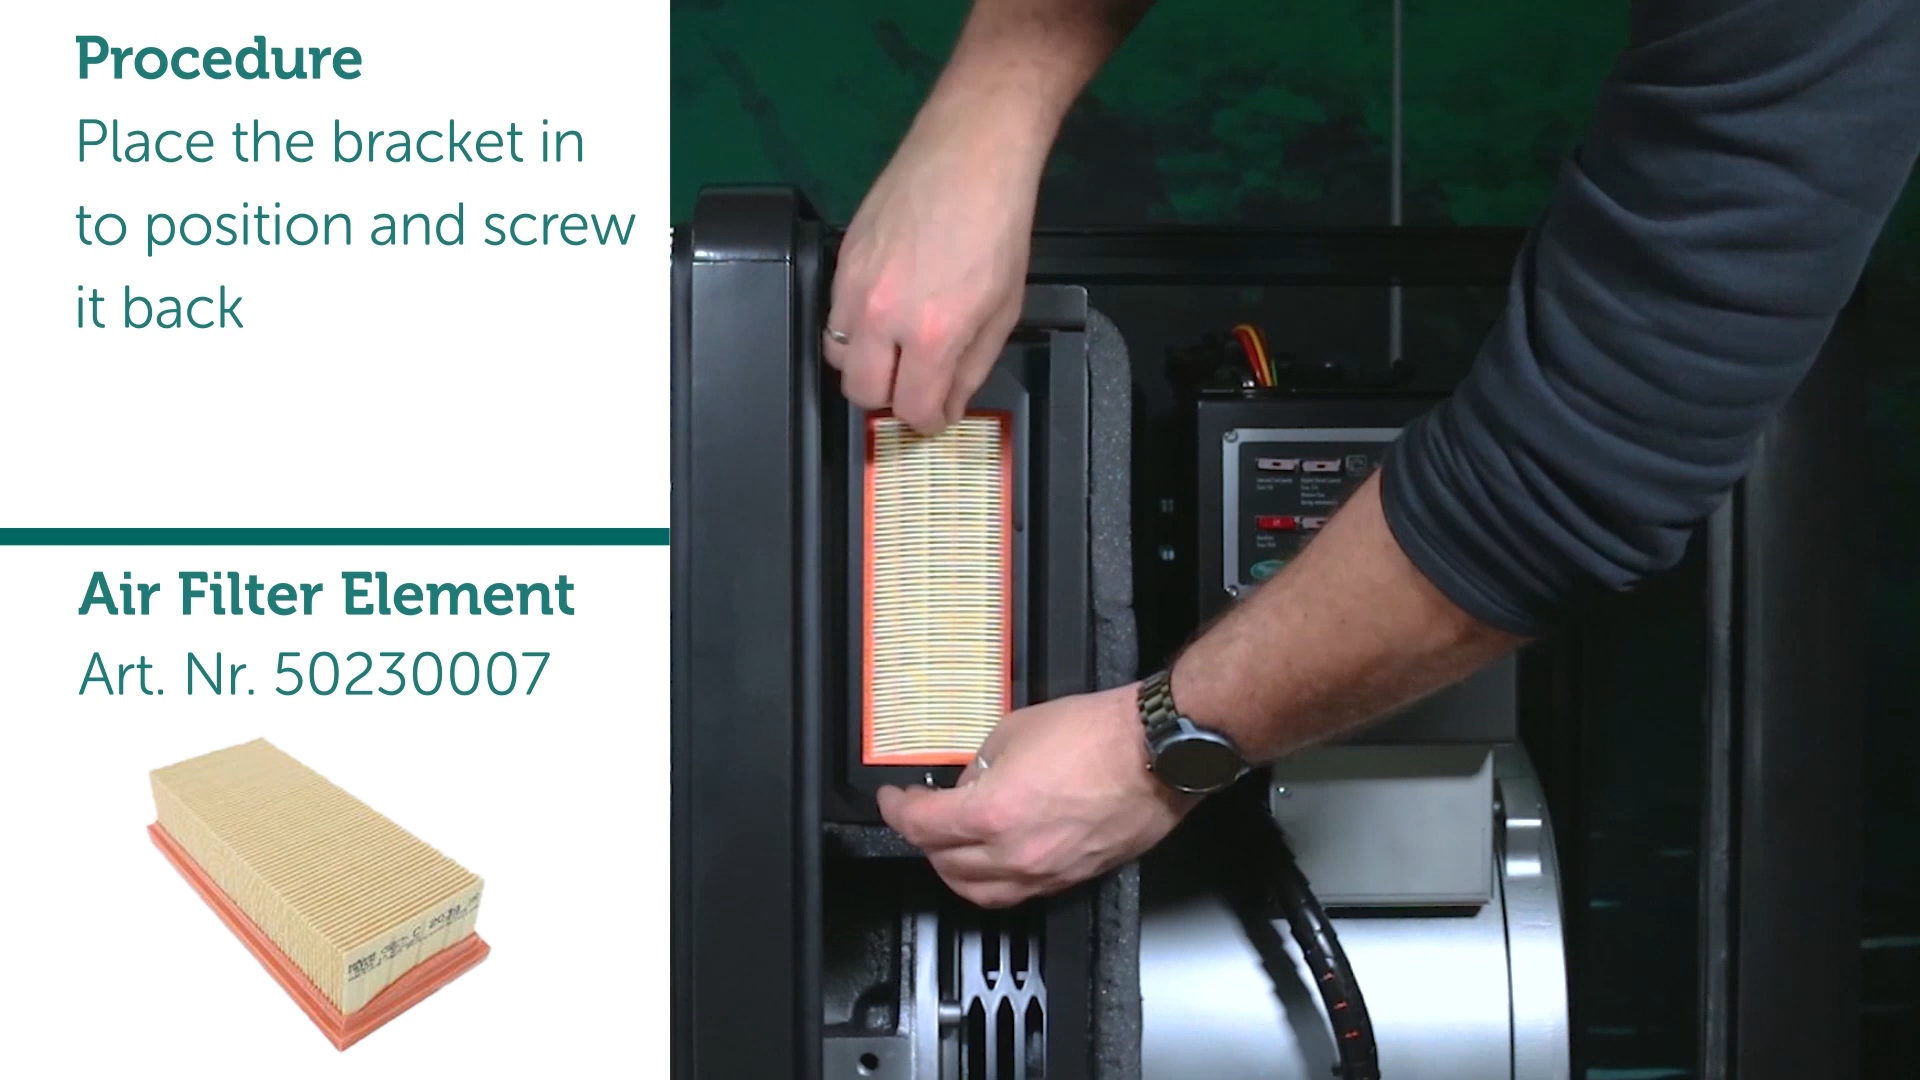 Procedure
Place the bracket in
to position and screw
it back
Air Filter Element
Art. Nr. 50230007